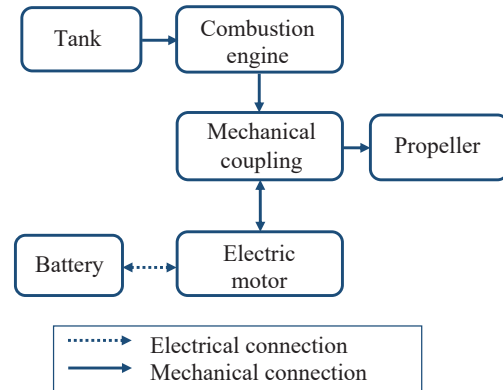 Tank
Combustion
engine
Mechanical
coupling
Propeller
Battery
Electric
motor
Electrical connection
Mechanical connection